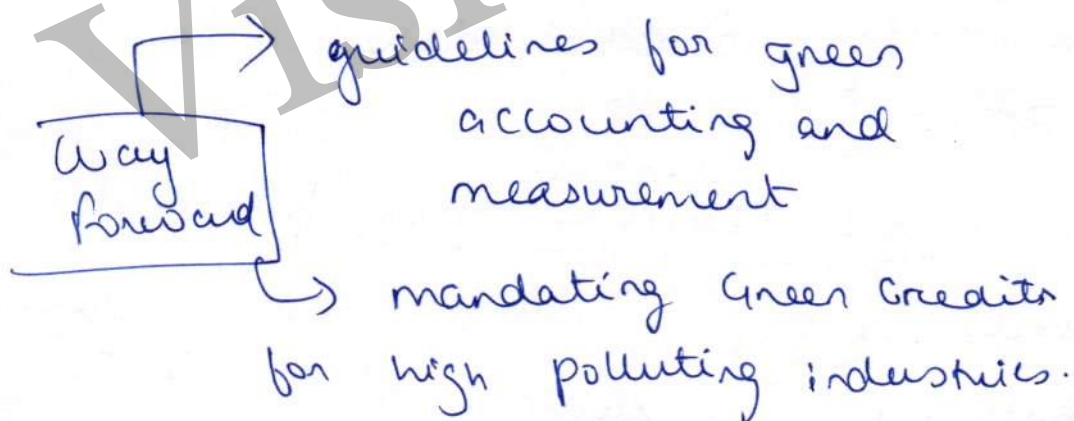 guidelines for green
accounting and
measurement
Way
Forward
mandating Green Credits
for high polluting industries.